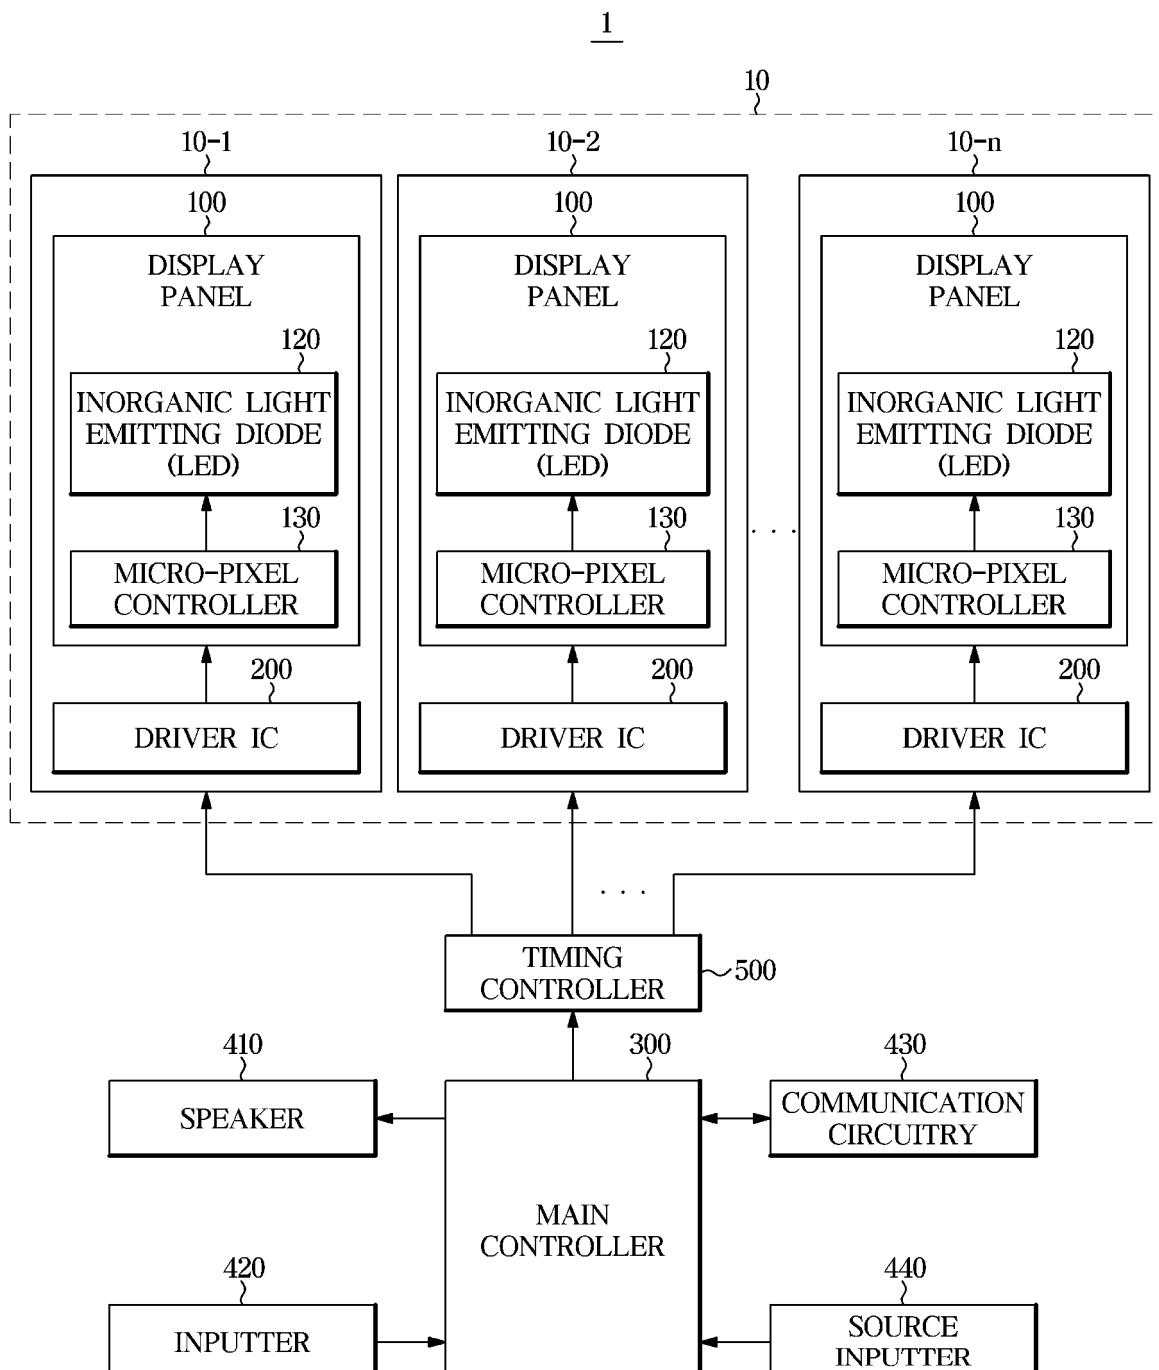 1
10
10-1 10-2 10-n
100 100 100
DISPLAY PANEL DISPLAY PANEL DISPLAY PANEL
120 120 120
INORGANIC LIGHT EMITTING DIODE (LED) INORGANIC LIGHT EMITTING DIODE (LED) INORGANIC LIGHT EMITTING DIODE (LED)
130 130 130
. . .
MICRO-PIXEL CONTROLLER MICRO-PIXEL CONTROLLER MICRO-PIXEL CONTROLLER
200 200 200
DRIVER IC DRIVER IC DRIVER IC
. . .
TIMING
CONTROLLER
500
410 300 430
SPEAKER
COMMUNICATION
CIRCUITRY
MAIN
CONTROLLER
420 440
INPUTTER
SOURCE
INPUTTER